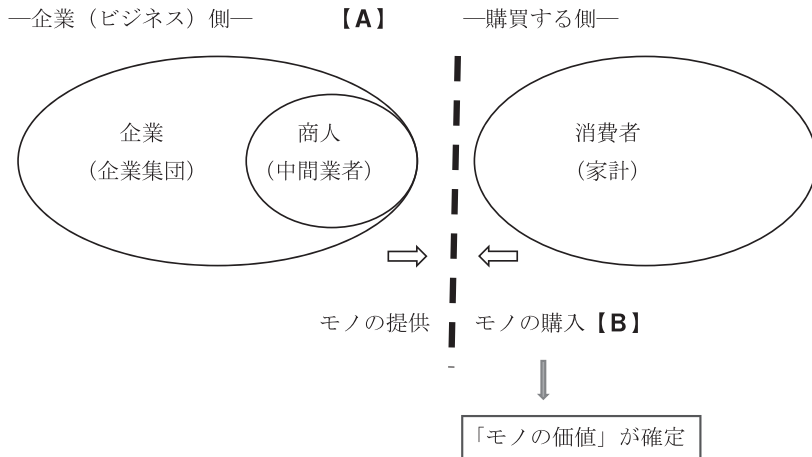 ―企業（ビジネス）側― 【A】 ―購買する側―
企業
（企業集団）
商人
（中間業者）
消費者
（家計）
モノの提供 モノの購入【B】
「モノの価値」が確定